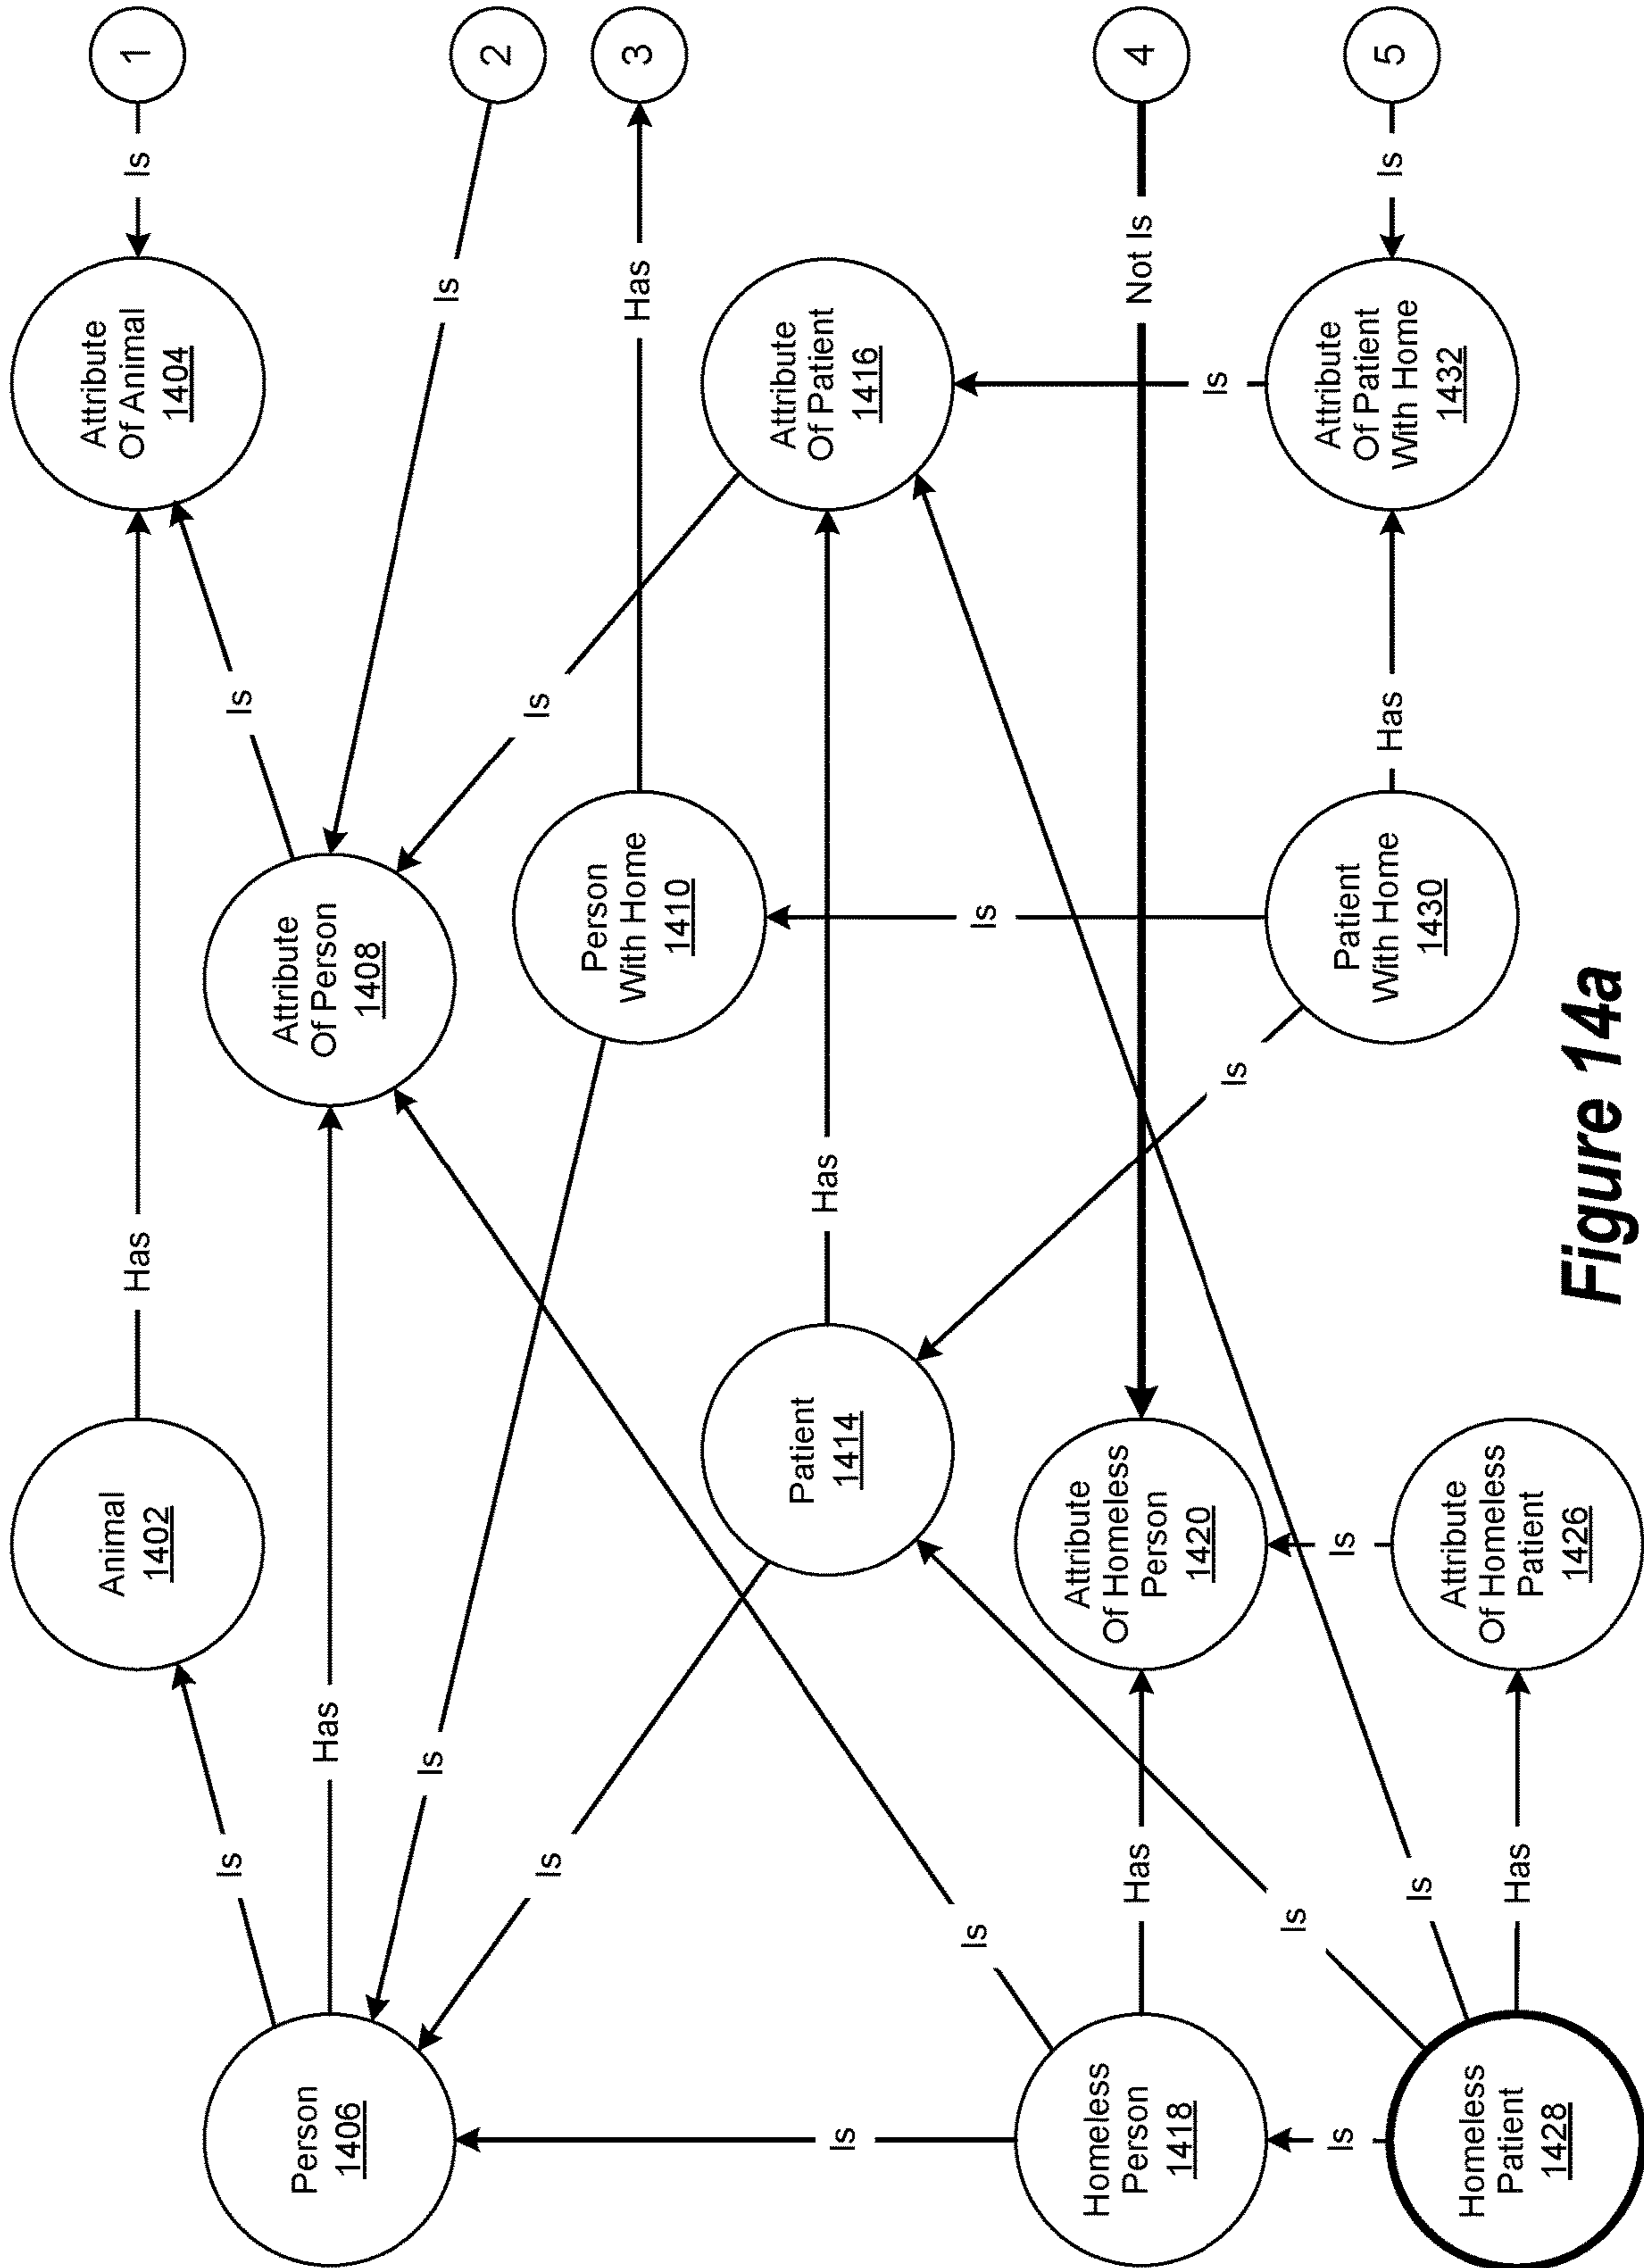 Animal
1402
Has
Attribute
Of Animal
1404
Is
1
Is
Is
Person
1406
Has
Attribute
Of Person
1408
Is
2
Is
Is
Is
Person
With Home
1410
Has
3
Patient
1414
Has
Attribute
Of Patient
1416
Is
Is
Is
Is
Homeless
Person
1418
Has
Attribute
Of Homeless
Person
1420
Not Is
4
Is
Is
Is
Is
Is
Homeless
Patient
1428
Is
Has
Attribute
Of Homeless
Patient
1426
Patient
With Home
1430
Has
Attribute
Of Patient
With Home
1432
Is
5
Figure 14a